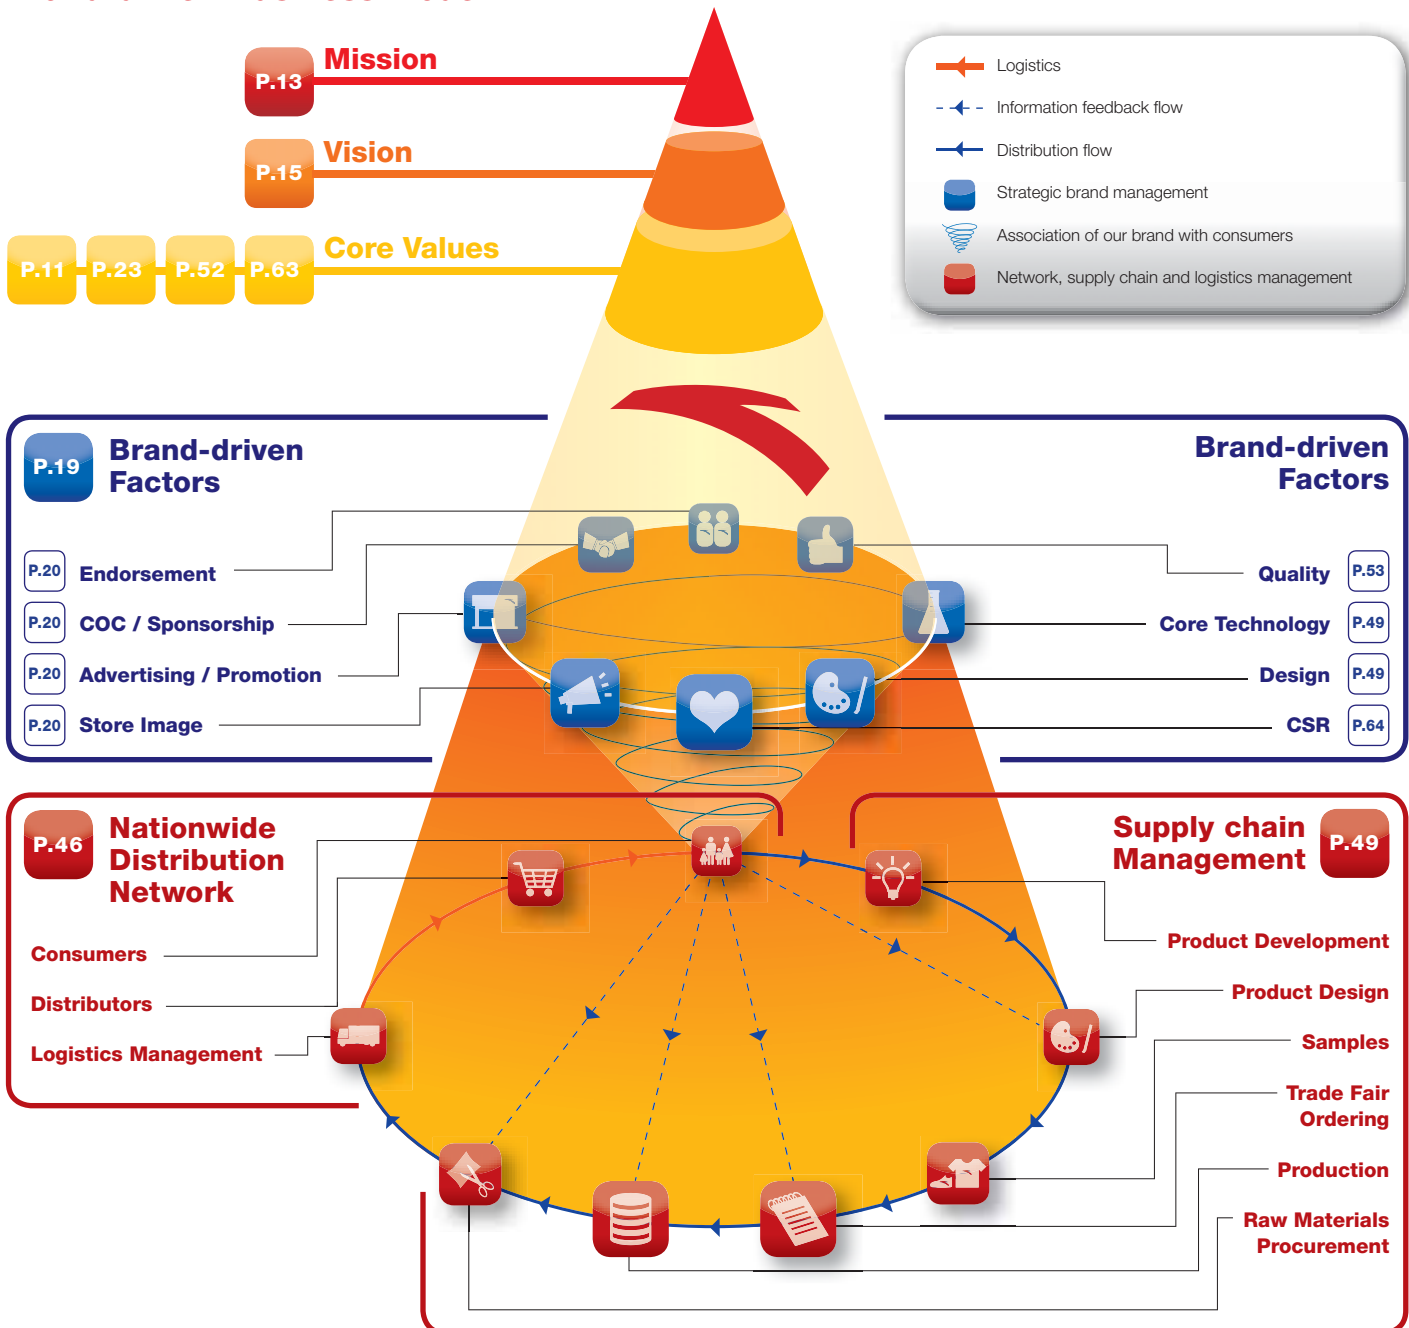 Mission
P.13
Vision
P.15
Core Values
P.11
P.23
P.52
P.63
Logistics
Information feedback flow
Distribution flow
Strategic brand management
Association of our brand with consumers
Network, supply chain and logistics management
P.19
Brand-driven
Factors
P.20 Endorsement
P.20 COC / Sponsorship
P.20 Advertising / Promotion
P.20 Store Image
Brand-driven
Factors
Quality P.53
Core Technology P.49
Design P.49
CSR P.64
P.46
Nationwide
Distribution
Network
Consumers
Distributors
Logistics Management
Supply chain
Management
P.49
Product Development
Product Design
Samples
Trade Fair
Ordering
Production
Raw Materials
Procurement